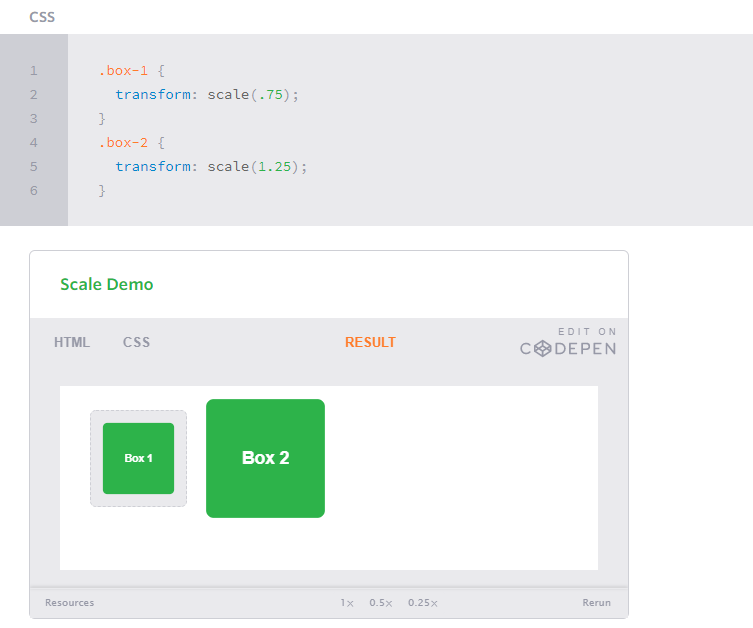 CSS
1 .box-1 {
2 transform: scale(.75);
3 }
4 .box-2 {
5 transform: scale(1.25);
6 }
Scale Demo
HTML CSS RESULT
EDIT ON
CODEPEN
Box 1 Box 2
Resources 1× 0.5× 0.25× Rerun